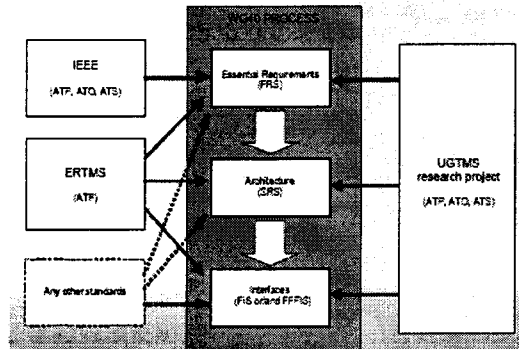 WG40 PROCESS
IEEE
(ATP, ATO, ATS)
Essential Requirements
(FRS)
ERTMS
(ATP)
Architecture
(SRS)
UGTMS
research project
(ATP, ATO, ATS)
Any other standards
Interfaces
(FIS or/and FFFIS)